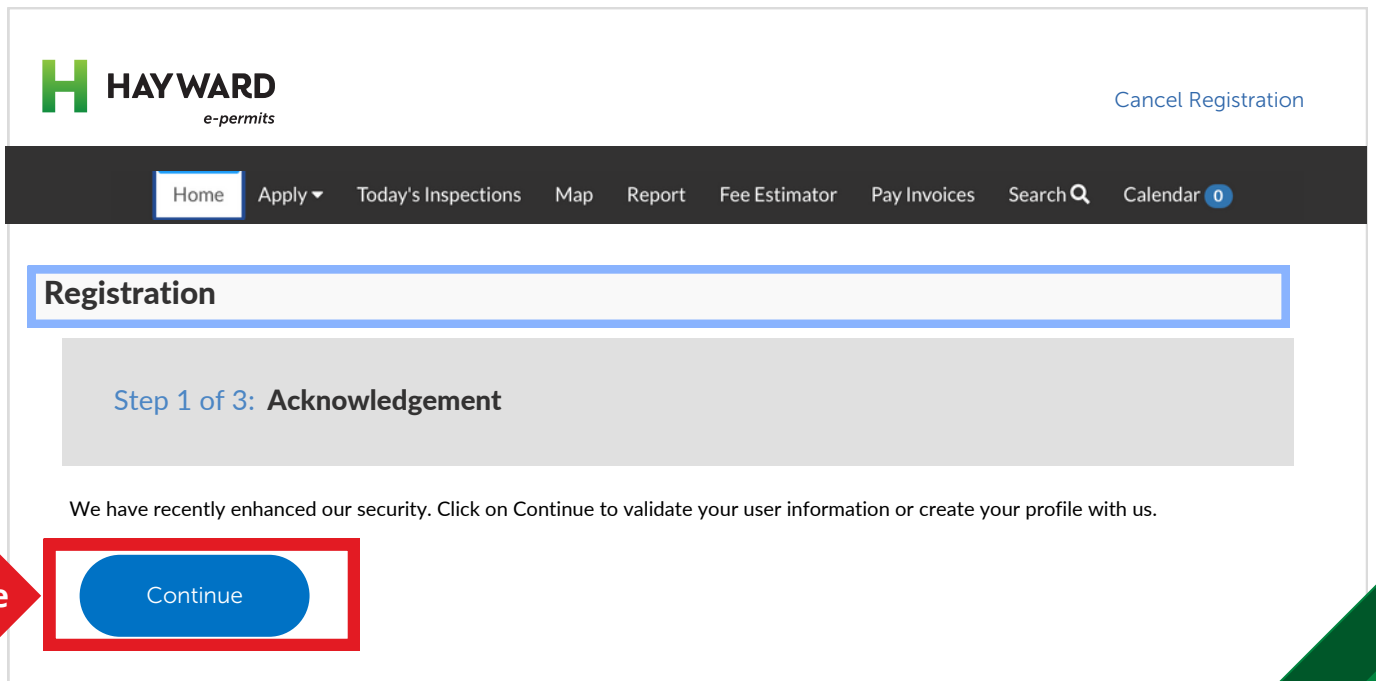 HAYWARD
e-permits
Cancel Registration
Home Apply Today's Inspections Map Report Fee Estimator Pay Invoices Search Calendar 0
Registration
Step 1 of 3: Acknowledgement
We have recently enhanced our security. Click on Continue to validate your user information or create your profile with us.
Continue